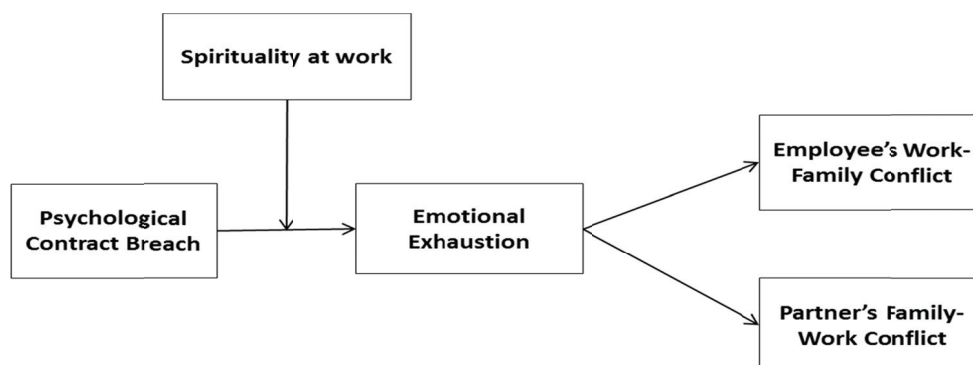 Spirituality at work
Employee's Work-
Family Conflict
Psychological
Contract Breach
Emotional
Exhaustion
Partner's Family-
Work Conflict